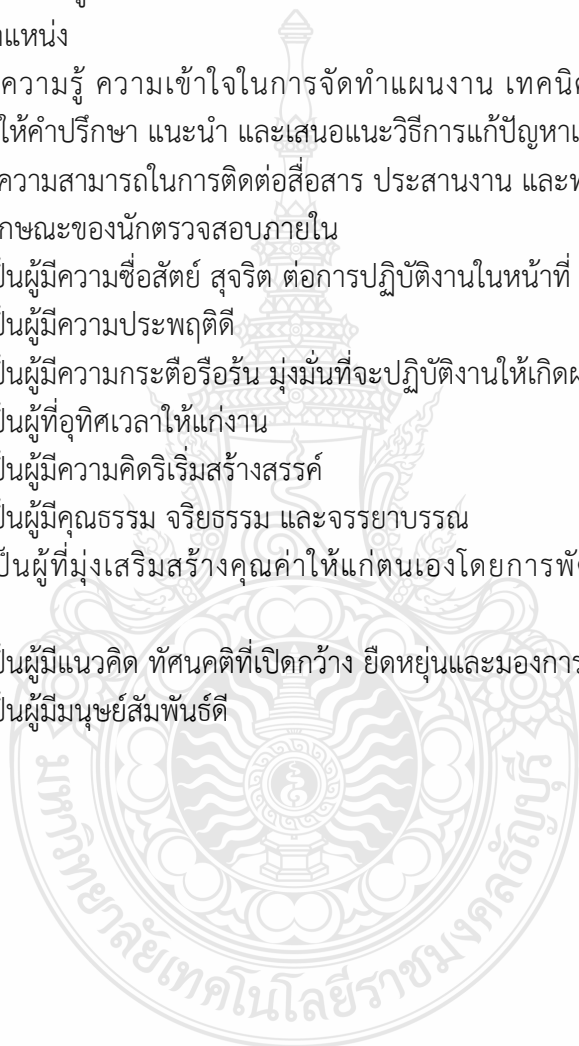 แหน่ง
ความรู้ ความเข้าใจในการจัดทำแผนงาน เทคนิค
ให้คำปรึกษา แนะนำ และเสนอแนะวิธีการแก้ปัญหา
ความสามารถในการติดต่อสื่อสาร ประสานงาน และ
กษณะของนักตรวจสอบภายใน
ป็นผู้มีความซื่อสัตย์ สุจริต ต่อการปฏิบัติงานในหน้าที่
ป็นผู้มีความประพฤติดี
ป็นผู้มีความกระตือรือร้น มุ่งมั่นที่จะปฏิบัติงานให้เกิด
ป็นผู้ที่อุทิศเวลาให้แก่งาน
ป็นผู้มีความคิดริเริ่มสร้างสรรค์
ป็นผู้มีคุณธรรม จริยธรรม และจรรยาบรรณ
ป็นผู้ที่มุ่งเสริมสร้างคุณค่าให้แก่ตนเองโดยการพั
ป็นผู้มีแนวคิด ทัศนคติที่เปิดกว้าง ยืดหยุ่นและมองการ
ป็นผู้มีมนุษย์สัมพันธ์ดี
มหาวิทยาลัยเทคโนโลยีราชมงคลธัญบุรี